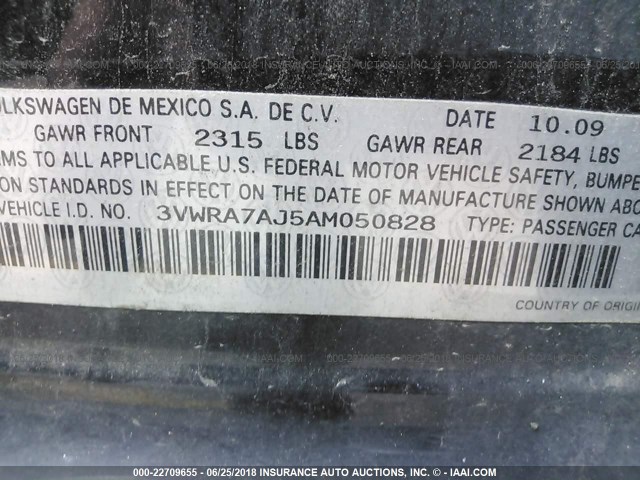 OLKSWAGEN DE MEXICO S.A. DE C.V. DATE 10.09
GAWR FRONT 2315 LBS GAWR REAR 2184 LBS
MS TO ALL APPLICABLE U.S. FEDERAL MOTOR VEHICLE SAFETY, BUMPE
ON STANDARDS IN EFFECT ON THE DATE OF MANUFACTURE SHOWN ABO
VEHICLE I.D. NO. 3VWRA7AJ5AM050828 TYPE: PASSENGER CA
COUNTRY OF ORIGIN
000-22709655 - 06/25/2018 INSURANCE AUTO AUCTIONS, INC. - © - IAAI.COM